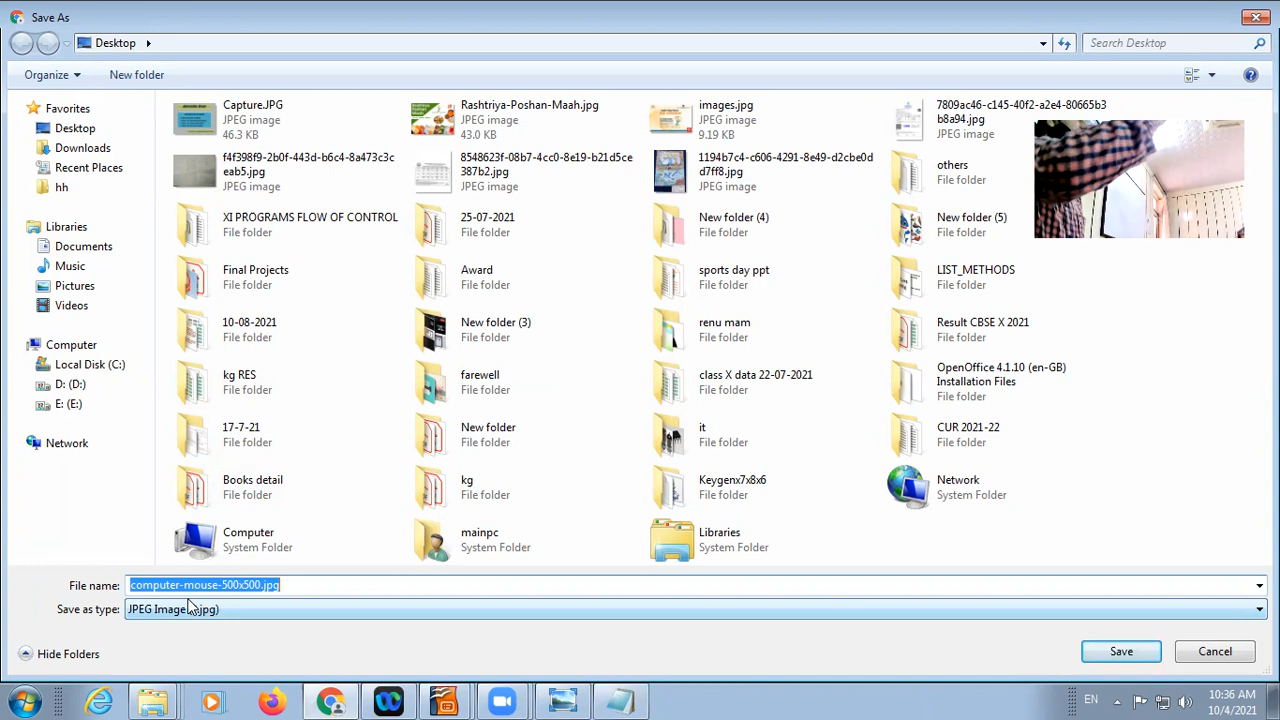 Save As
Desktop
Search Desktop
Organize
New folder
Favorites
Desktop
Downloads
Recent Places
hh
Libraries
Documents
Music
Pictures
Videos
Computer
Local Disk (C:)
D: (D:)
E: (E:)
Network
Capture.JPG
JPEG image
46.3 KB
Rashtriya-Poshan-Maah.jpg
JPEG image
43.0 KB
images.jpg
JPEG image
9.19 KB
7809ac46-c145-40f2-a2e4-80665b3
b8a94.jpg
JPEG image
f4f398f9-2b0f-443d-b6c4-8a473c3c
eab5.jpg
JPEG image
8548623f-08b7-4cc0-8e19-b21d5ce
387b2.jpg
JPEG image
1194b7c4-c606-4291-8e49-d2cbe0d
d7ff8.jpg
JPEG image
others
File folder
XI PROGRAMS FLOW OF CONTROL
File folder
25-07-2021
File folder
New folder (4)
File folder
New folder (5)
File folder
Final Projects
File folder
Award
File folder
sports day ppt
File folder
LIST_METHODS
File folder
10-08-2021
File folder
New folder (3)
File folder
renu mam
File folder
Result CBSE X 2021
File folder
kg RES
File folder
farewell
File folder
class X data 22-07-2021
File folder
OpenOffice 4.1.10 (en-GB)
Installation Files
File folder
17-7-21
File folder
New folder
File folder
it
File folder
CUR 2021-22
File folder
Books detail
File folder
kg
File folder
Keygenx7x8x6
File folder
Network
System Folder
Computer
System Folder
mainpc
System Folder
Libraries
System Folder
File name: computer-mouse-500x500.jpg
Save as type: JPEG Image jpg)
Hide Folders
Save
Cancel
EN
10:36 AM
10/4/2021